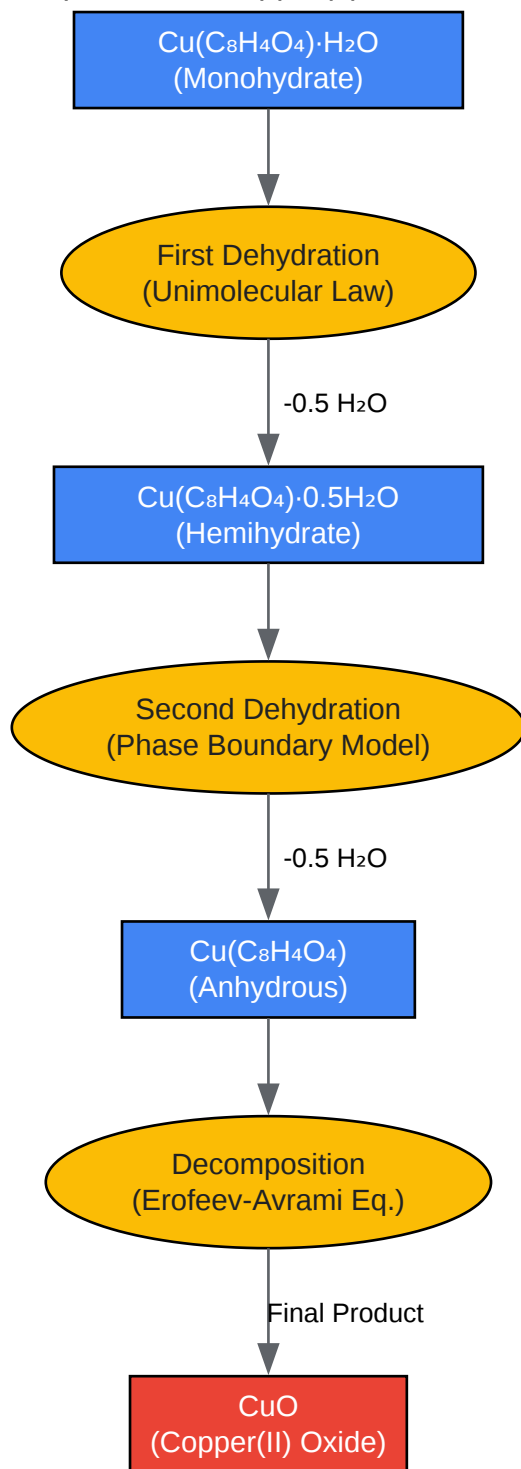 Cu(C₈H₄O₄)·H₂O
(Monohydrate)
First Dehydration
(Unimolecular Law)
-0.5 H₂O
Cu(C₈H₄O₄)·0.5H₂O
(Hemihydrate)
Second Dehydration
(Phase Boundary Model)
-0.5 H₂O
Cu(C₈H₄O₄)
(Anhydrous)
Decomposition
(Erofeev-Avrami Eq.)
Final Product
CuO
(Copper(II) Oxide)